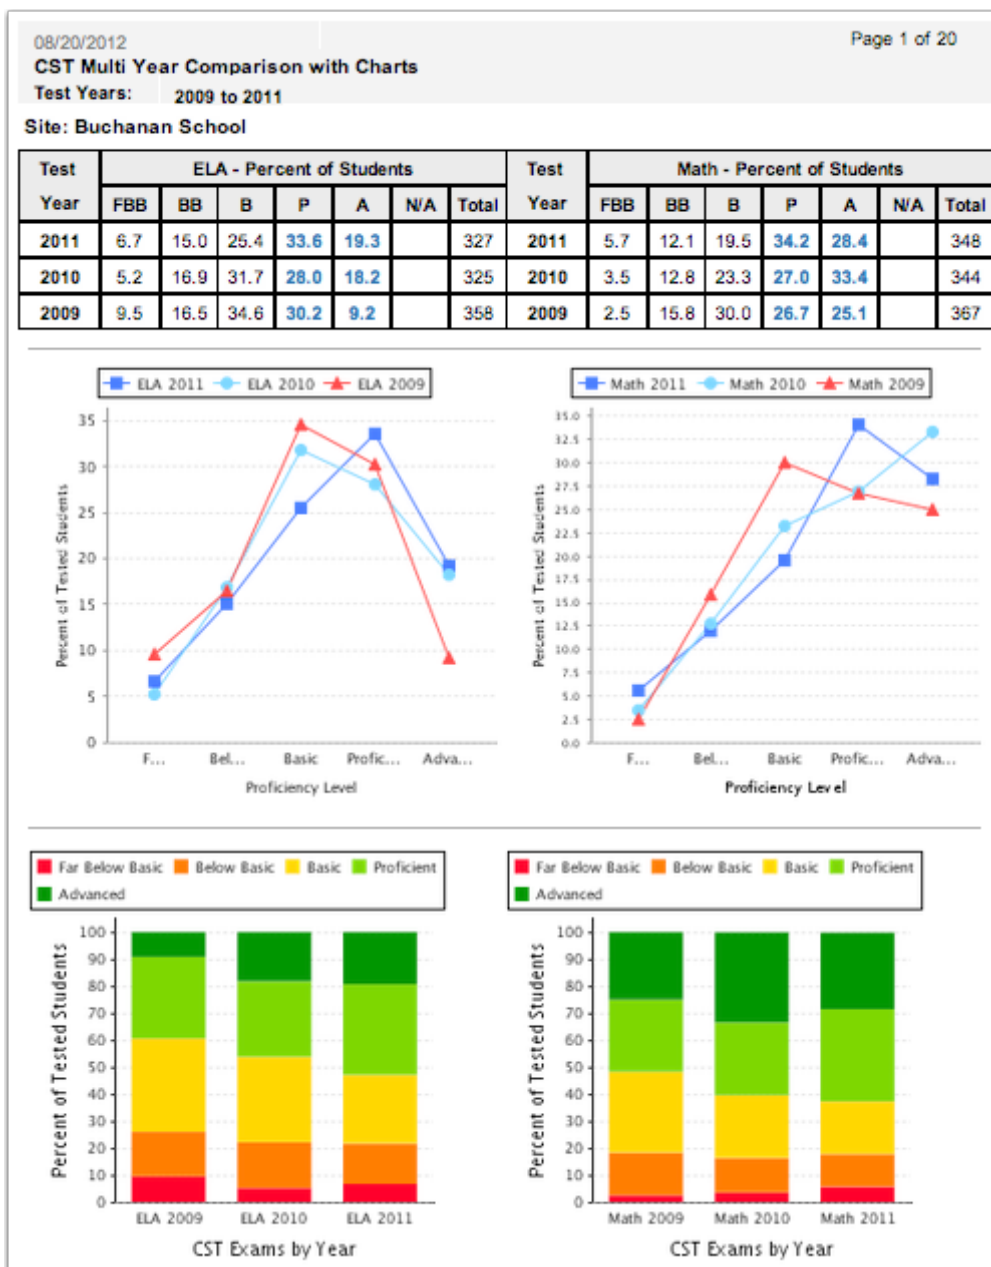 08/20/2012
Page 1 of 20
CST Multi Year Comparison with Charts
Test Years: 2009 to 2011
Site: Buchanan School
Test ELA - Percent of Students Test Math - Percent of Students
Year FBB BB B P A N/A Total Year FBB BB B P A N/A Total
2011 6.7 15.0 25.4 33.6 19.3 327 2011 5.7 12.1 19.5 34.2 28.4 348
2010 5.2 16.9 31.7 28.0 18.2 325 2010 3.5 12.8 23.3 27.0 33.4 344
2009 9.5 16.5 34.6 30.2 9.2 358 2009 2.5 15.8 30.0 26.7 25.1 367
ELA 2011 ELA 2010 ELA 2009
Percent of Tested Students
35
30
25
20
15
10
5
0
F... Bel... Basic Profic... Adva...
Proficiency Level
Math 2011 Math 2010 Math 2009
Percent of Tested Students
35.0
32.5
30.0
27.5
25.0
22.5
20.0
17.5
15.0
12.5
10.0
7.5
5.0
2.5
0.0
F... Bel... Basic Profic... Adva...
Proficiency Level
Far Below Basic Below Basic Basic Proficient
Advanced
Percent of Tested Students
100
90
80
70
60
50
40
30
20
10
0
ELA 2009 ELA 2010 ELA 2011
CST Exams by Year
Far Below Basic Below Basic Basic Proficient
Advanced
Percent of Tested Students
100
90
80
70
60
50
40
30
20
10
0
Math 2009 Math 2010 Math 2011
CST Exams by Year